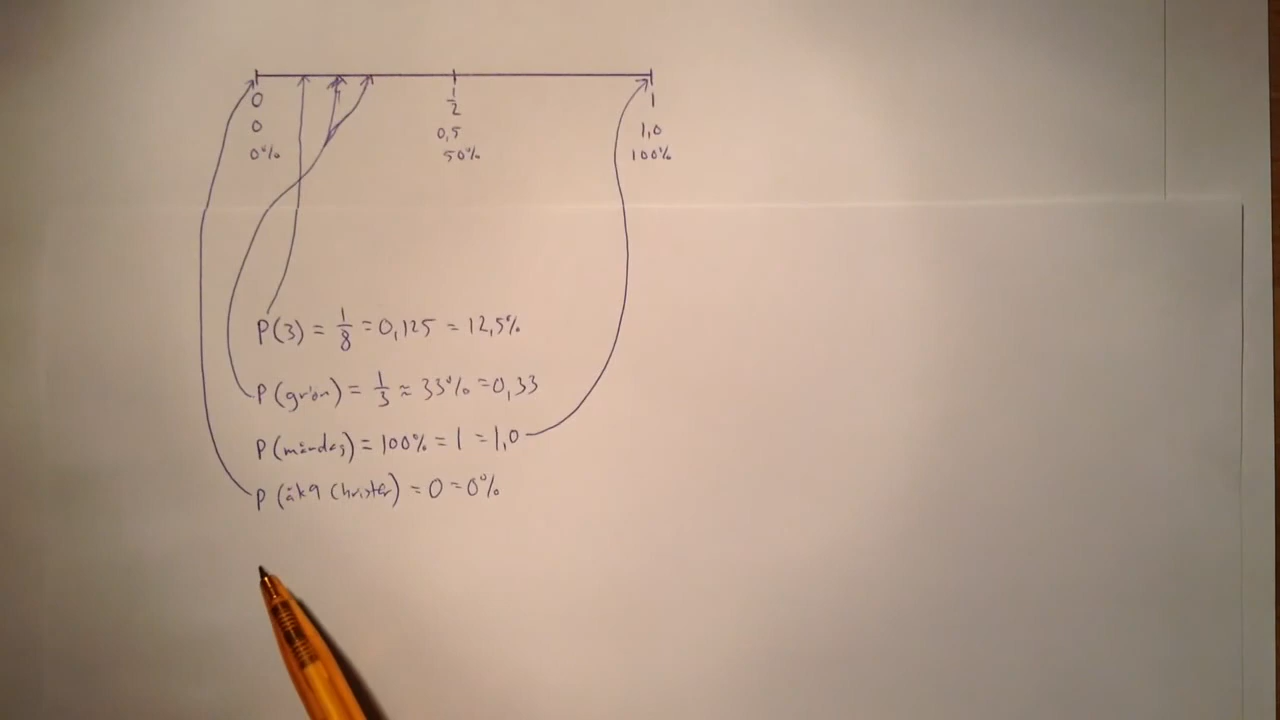 0 1/2 1
0 0,5 1,0
0% 50% 100%
P(3) = 1/8 = 0,125 = 12,5%
P(grön) = 1/3 ≈ 33% = 0,33
P(måndag) = 100% = 1 = 1,0
P(åka Christer) = 0 = 0%